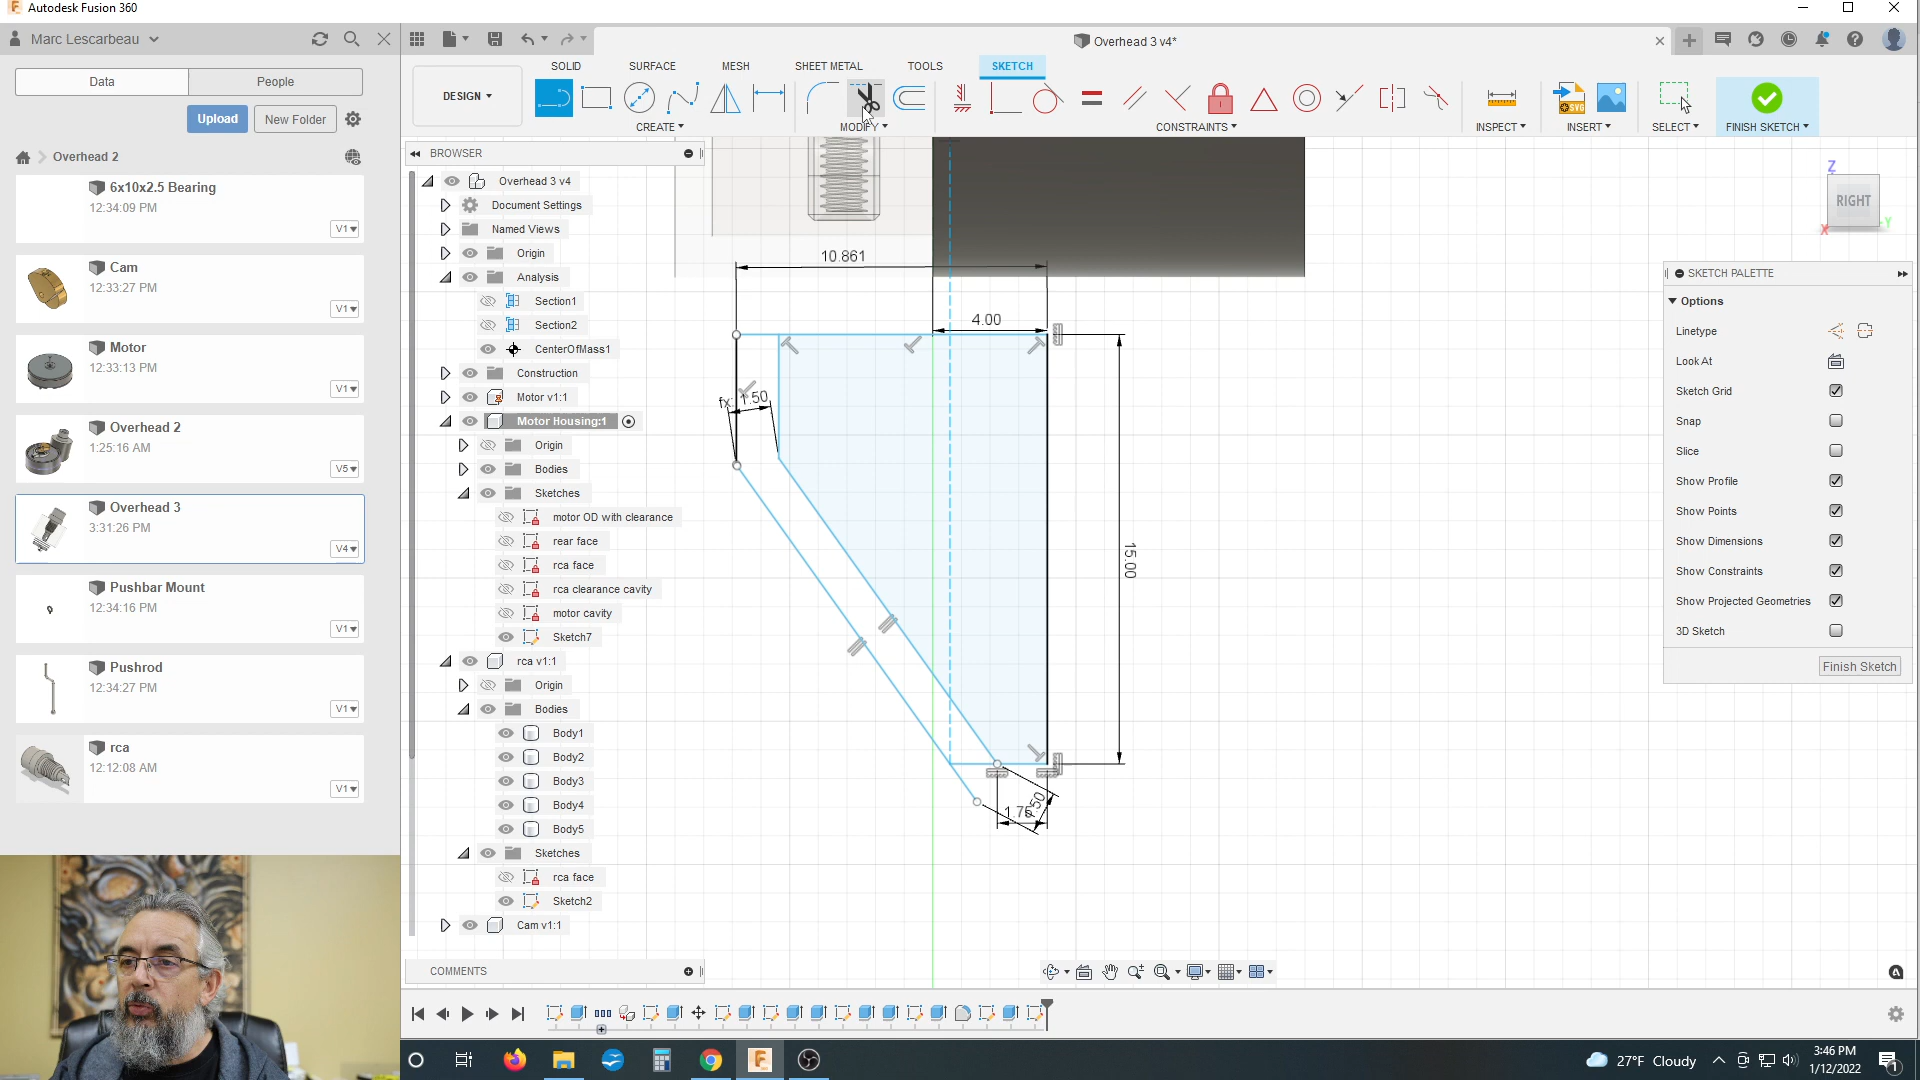 Autodesk Fusion 360
Marc Lescarbeau
Data
People
Upload
New Folder
Overhead 2
6x10x2.5 Bearing
12:34:09 PM
V1
Cam
12:33:27 PM
V1
Motor
12:33:13 PM
V1
Overhead 2
1:25:16 AM
V5
Overhead 3
3:31:26 PM
V4
Pushbar Mount
12:34:16 PM
V1
Pushrod
12:34:27 PM
V1
rca
12:12:08 AM
V1
Overhead 3 v4*
SOLID
SURFACE
MESH
SHEET METAL
TOOLS
SKETCH
DESIGN
CREATE
MODIFY
CONSTRAINTS
INSPECT
INSERT
SELECT
FINISH SKETCH
SVG
BROWSER
Overhead 3 v4
Document Settings
Named Views
Origin
Analysis
Section1
Section2
CenterOfMass1
Construction
Motor v1:1
Motor Housing:1
Origin
Bodies
Sketches
motor OD with clearance
rear face
rca face
rca clearance cavity
motor cavity
Sketch7
rca v1:1
Origin
Bodies
Body1
Body2
Body3
Body4
Body5
Sketches
rca face
Sketch2
Cam v1:1
COMMENTS
10.861
4.00
fx: 1.50
15.00
1.75
Z
RIGHT
X
Y
SKETCH PALETTE
Options
Linetype
Look At
Sketch Grid
Snap
Slice
Show Profile
Show Points
Show Dimensions
Show Constraints
Show Projected Geometries
3D Sketch
Finish Sketch
27°F Cloudy
3:46 PM
1/12/2022
1